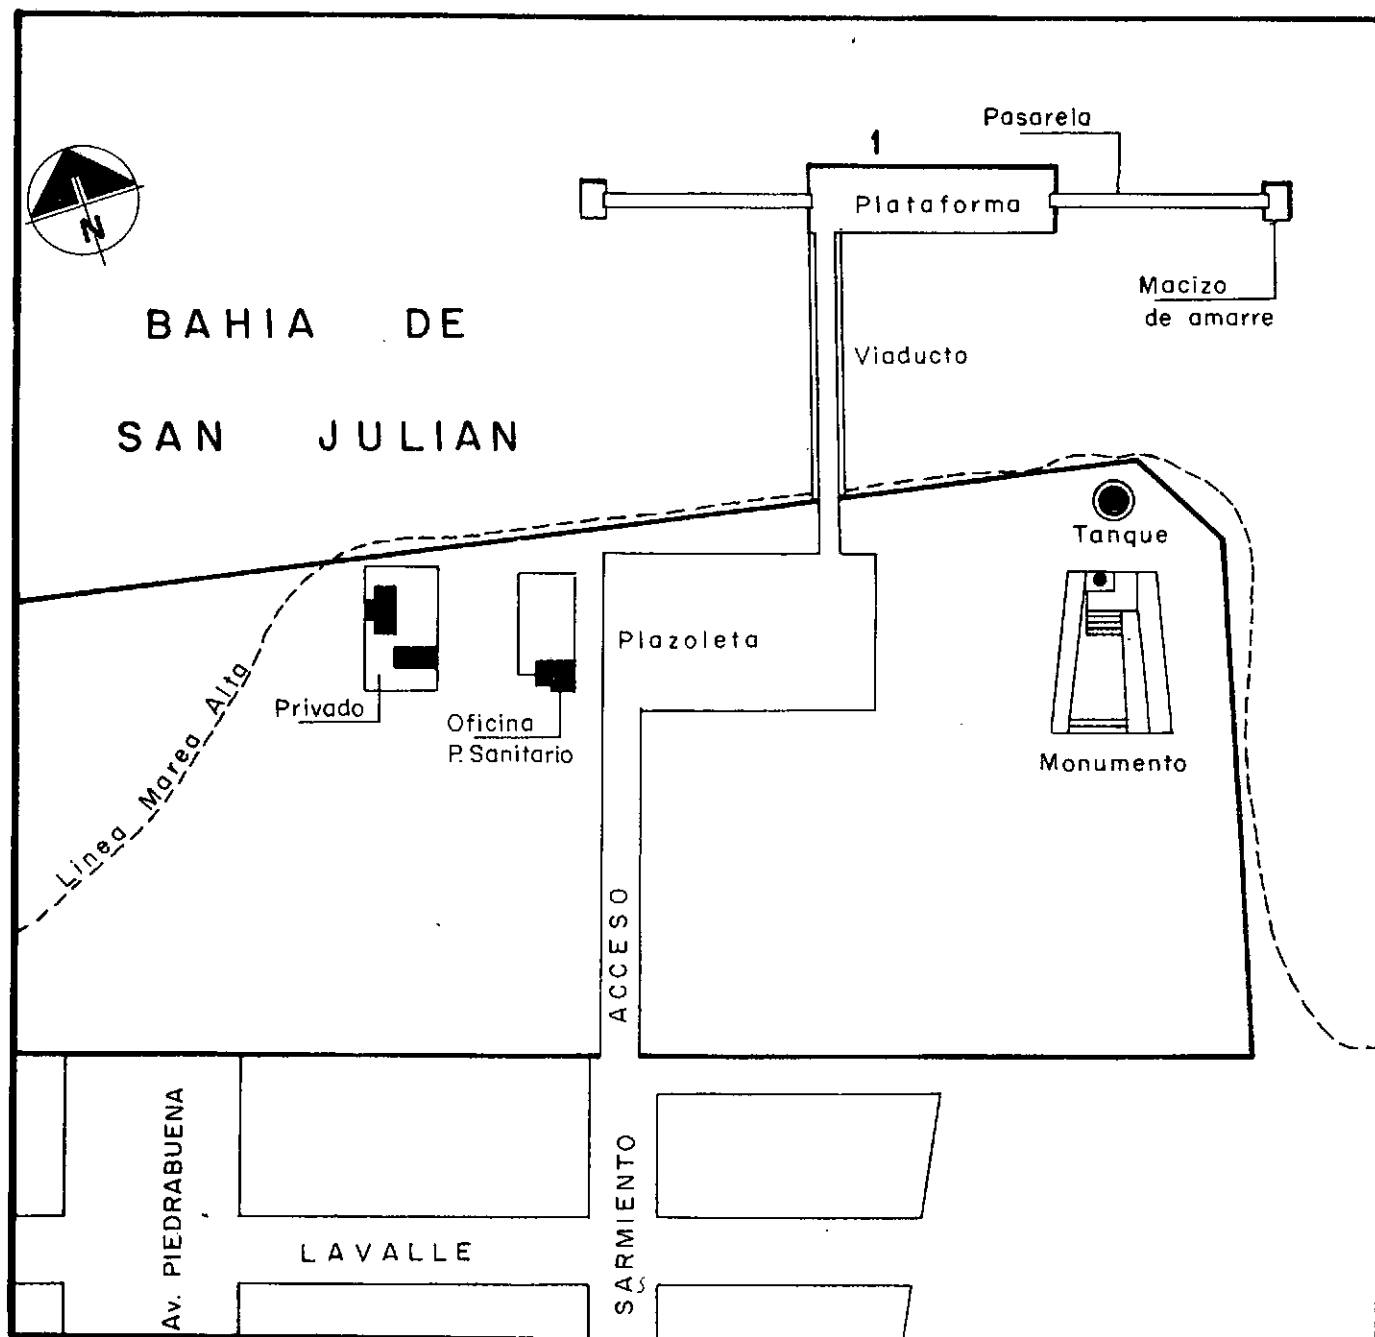 Pasarela
1
Plataforma
N
Macizo
de amarre
BAHIA DE
Viaducto
SAN JULIAN
Tanque
Plazoleta
Linea Marea Alta
Privado
Oficina
P. Sanitario
Monumento
ACCESO
Av. PIEDRABUENA
SARMIENTO
LAVALLE